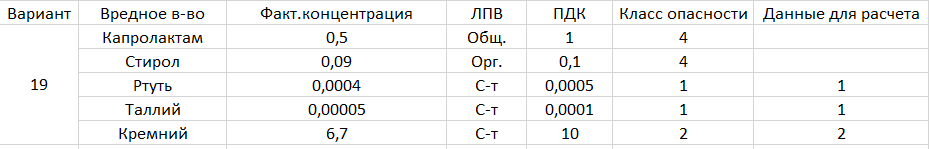 Вариант Вредное в-во Факт.концентрация ЛПВ ПДК Класс опасности Данные для расчета
Капролактам 0,5 Общ. 1 4
Стирол 0,09 Орг. 0,1 4
19 Ртуть 0,0004 С-т 0,0005 1 1
Таллий 0,00005 С-т 0,0001 1 1
Кремний 6,7 С-т 10 2 2